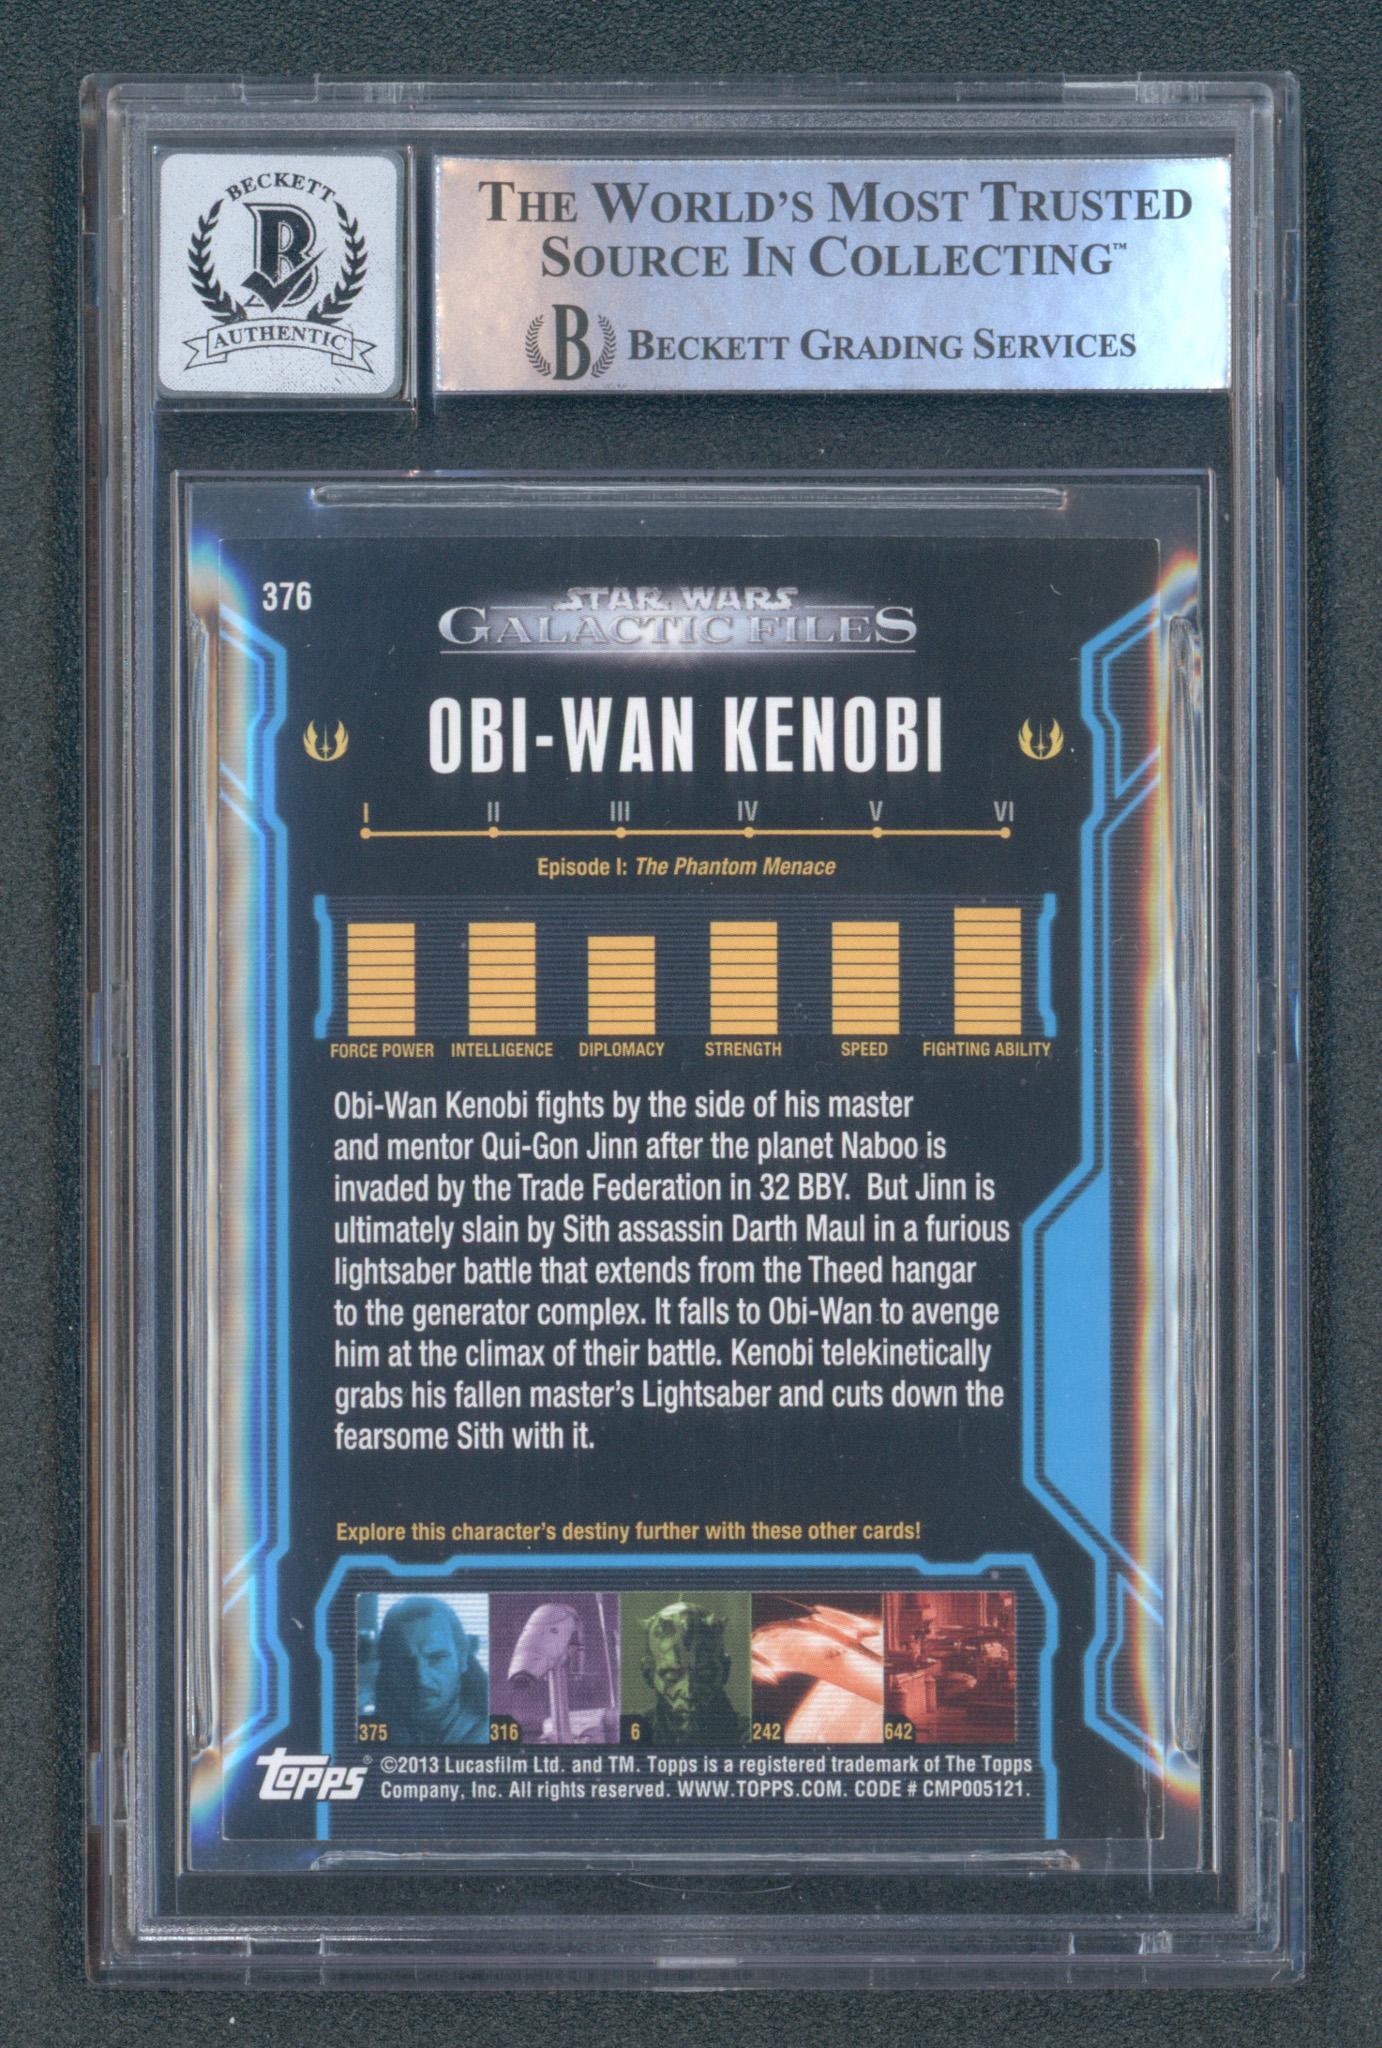 BECKETT
B
AUTHENTIC
THE WORLD'S MOST TRUSTED
SOURCE IN COLLECTING™
B BECKETT GRADING SERVICES
376
STAR WARS
GALACTIC FILES
OBI-WAN KENOBI
I II III IV V VI
Episode I: The Phantom Menace
FORCE POWER INTELLIGENCE DIPLOMACY STRENGTH SPEED FIGHTING ABILITY
Obi-Wan Kenobi fights by the side of his master
and mentor Qui-Gon Jinn after the planet Naboo is
invaded by the Trade Federation in 32 BBY.  But Jinn is
ultimately slain by Sith assassin Darth Maul in a furious
lightsaber battle that extends from the Theed hangar
to the generator complex. It falls to Obi-Wan to avenge
him at the climax of their battle. Kenobi telekinetically
grabs his fallen master's Lightsaber and cuts down the
fearsome Sith with it.
Explore this character's destiny further with these other cards!
375 316 6 242 642
topps® ©2013 Lucasfilm Ltd. and TM. Topps is a registered trademark of The Topps
Company, Inc. All rights reserved. WWW.TOPPS.COM. CODE # CMP005121.